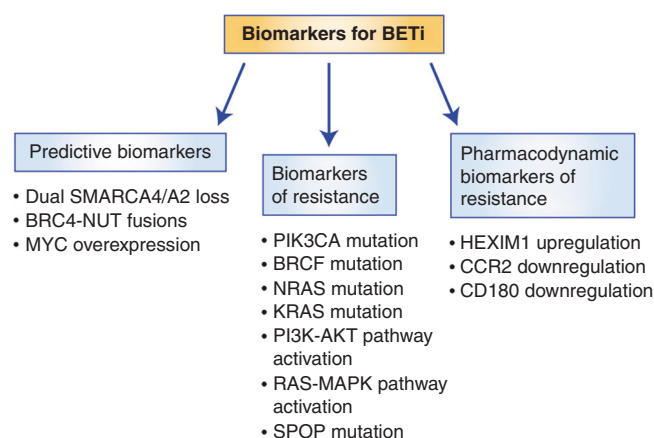 Biomarkers for BETi
Predictive biomarkers
• Dual SMARCA4/A2 loss
• BRC4-NUT fusions
• MYC overexpression
Biomarkers
of resistance
• PIK3CA mutation
• BRCF mutation
• NRAS mutation
• KRAS mutation
• PI3K-AKT pathway
activation
• RAS-MAPK pathway
activation
• SPOP mutation
Pharmacodynamic
biomarkers of
resistance
• HEXIM1 upregulation
• CCR2 downregulation
• CD180 downregulation